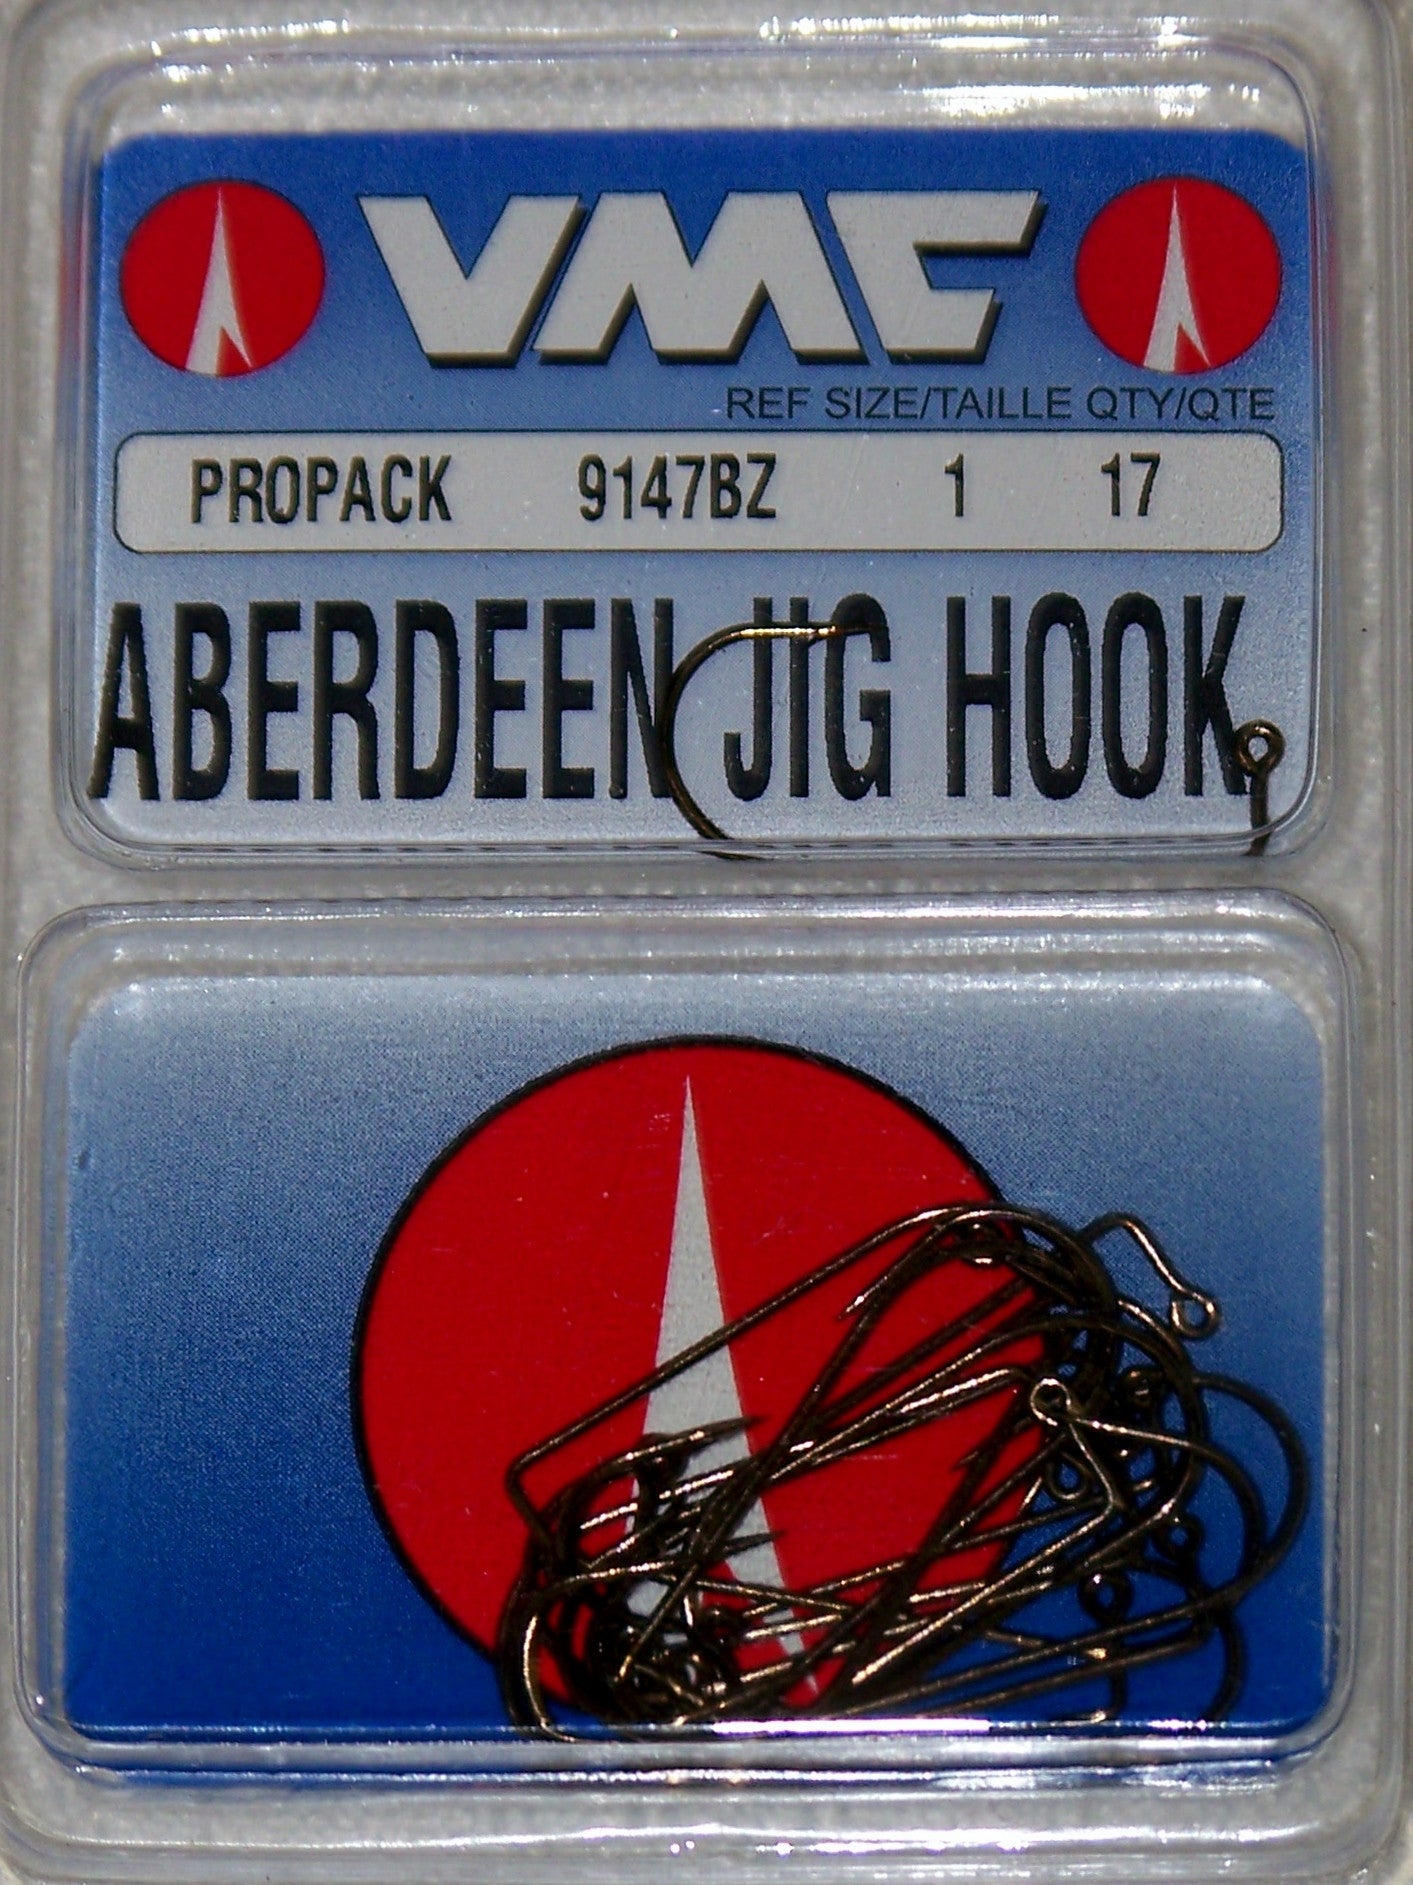 VMC
REF SIZE/TAILLE QTY/QTE
PROPACK 9147BZ 1 17
ABERDEEN JIG HOOK